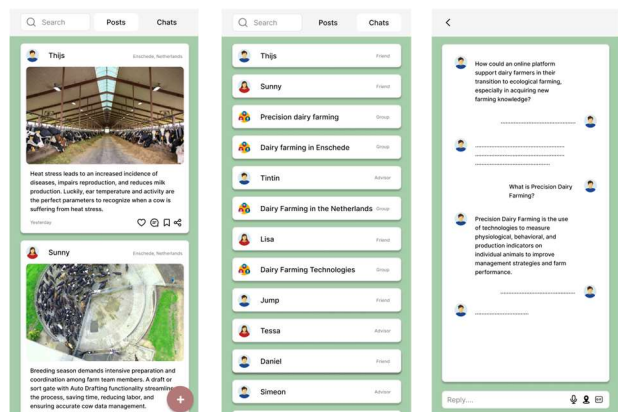 Search
Posts
Chats
Thijs
Enschede, Netherlands
Heat stress leads to an increased incidence of
diseases, impairs reproduction, and reduces milk
production. Luckily, ear temperature and activity are
the perfect parameters to recognize when a cow is
suffering from heat stress.
Yesterday
Sunny
Enschede, Netherlands
Breeding season demands intensive preparation and
coordination among farm team members. A draft or
sort gate with Auto Drafting functionality streamline
the process, saving time, reducing labor, and
ensuring accurate cow data management.
+
Search
Posts
Chats
Thijs
Friend
Sunny
Friend
Precision dairy farming
Group
Dairy farming in Enschede
Group
Tintin
Advisor
Dairy Farming in the Netherlands
Group
Lisa
Friend
Dairy Farming Technologies
Group
Jump
Friend
Tessa
Advisor
Daniel
Friend
Simeon
Advisor
How could an online platform
support dairy farmers in their
transition to ecological farming,
especially in acquiring new
farming knowledge?
What is Precision Dairy
Farming?
Precision Dairy Farming is the use
of technologies to measure
physiological, behavioral, and
production indicators on
individual animals to improve
management strategies and farm
performance.
Reply....